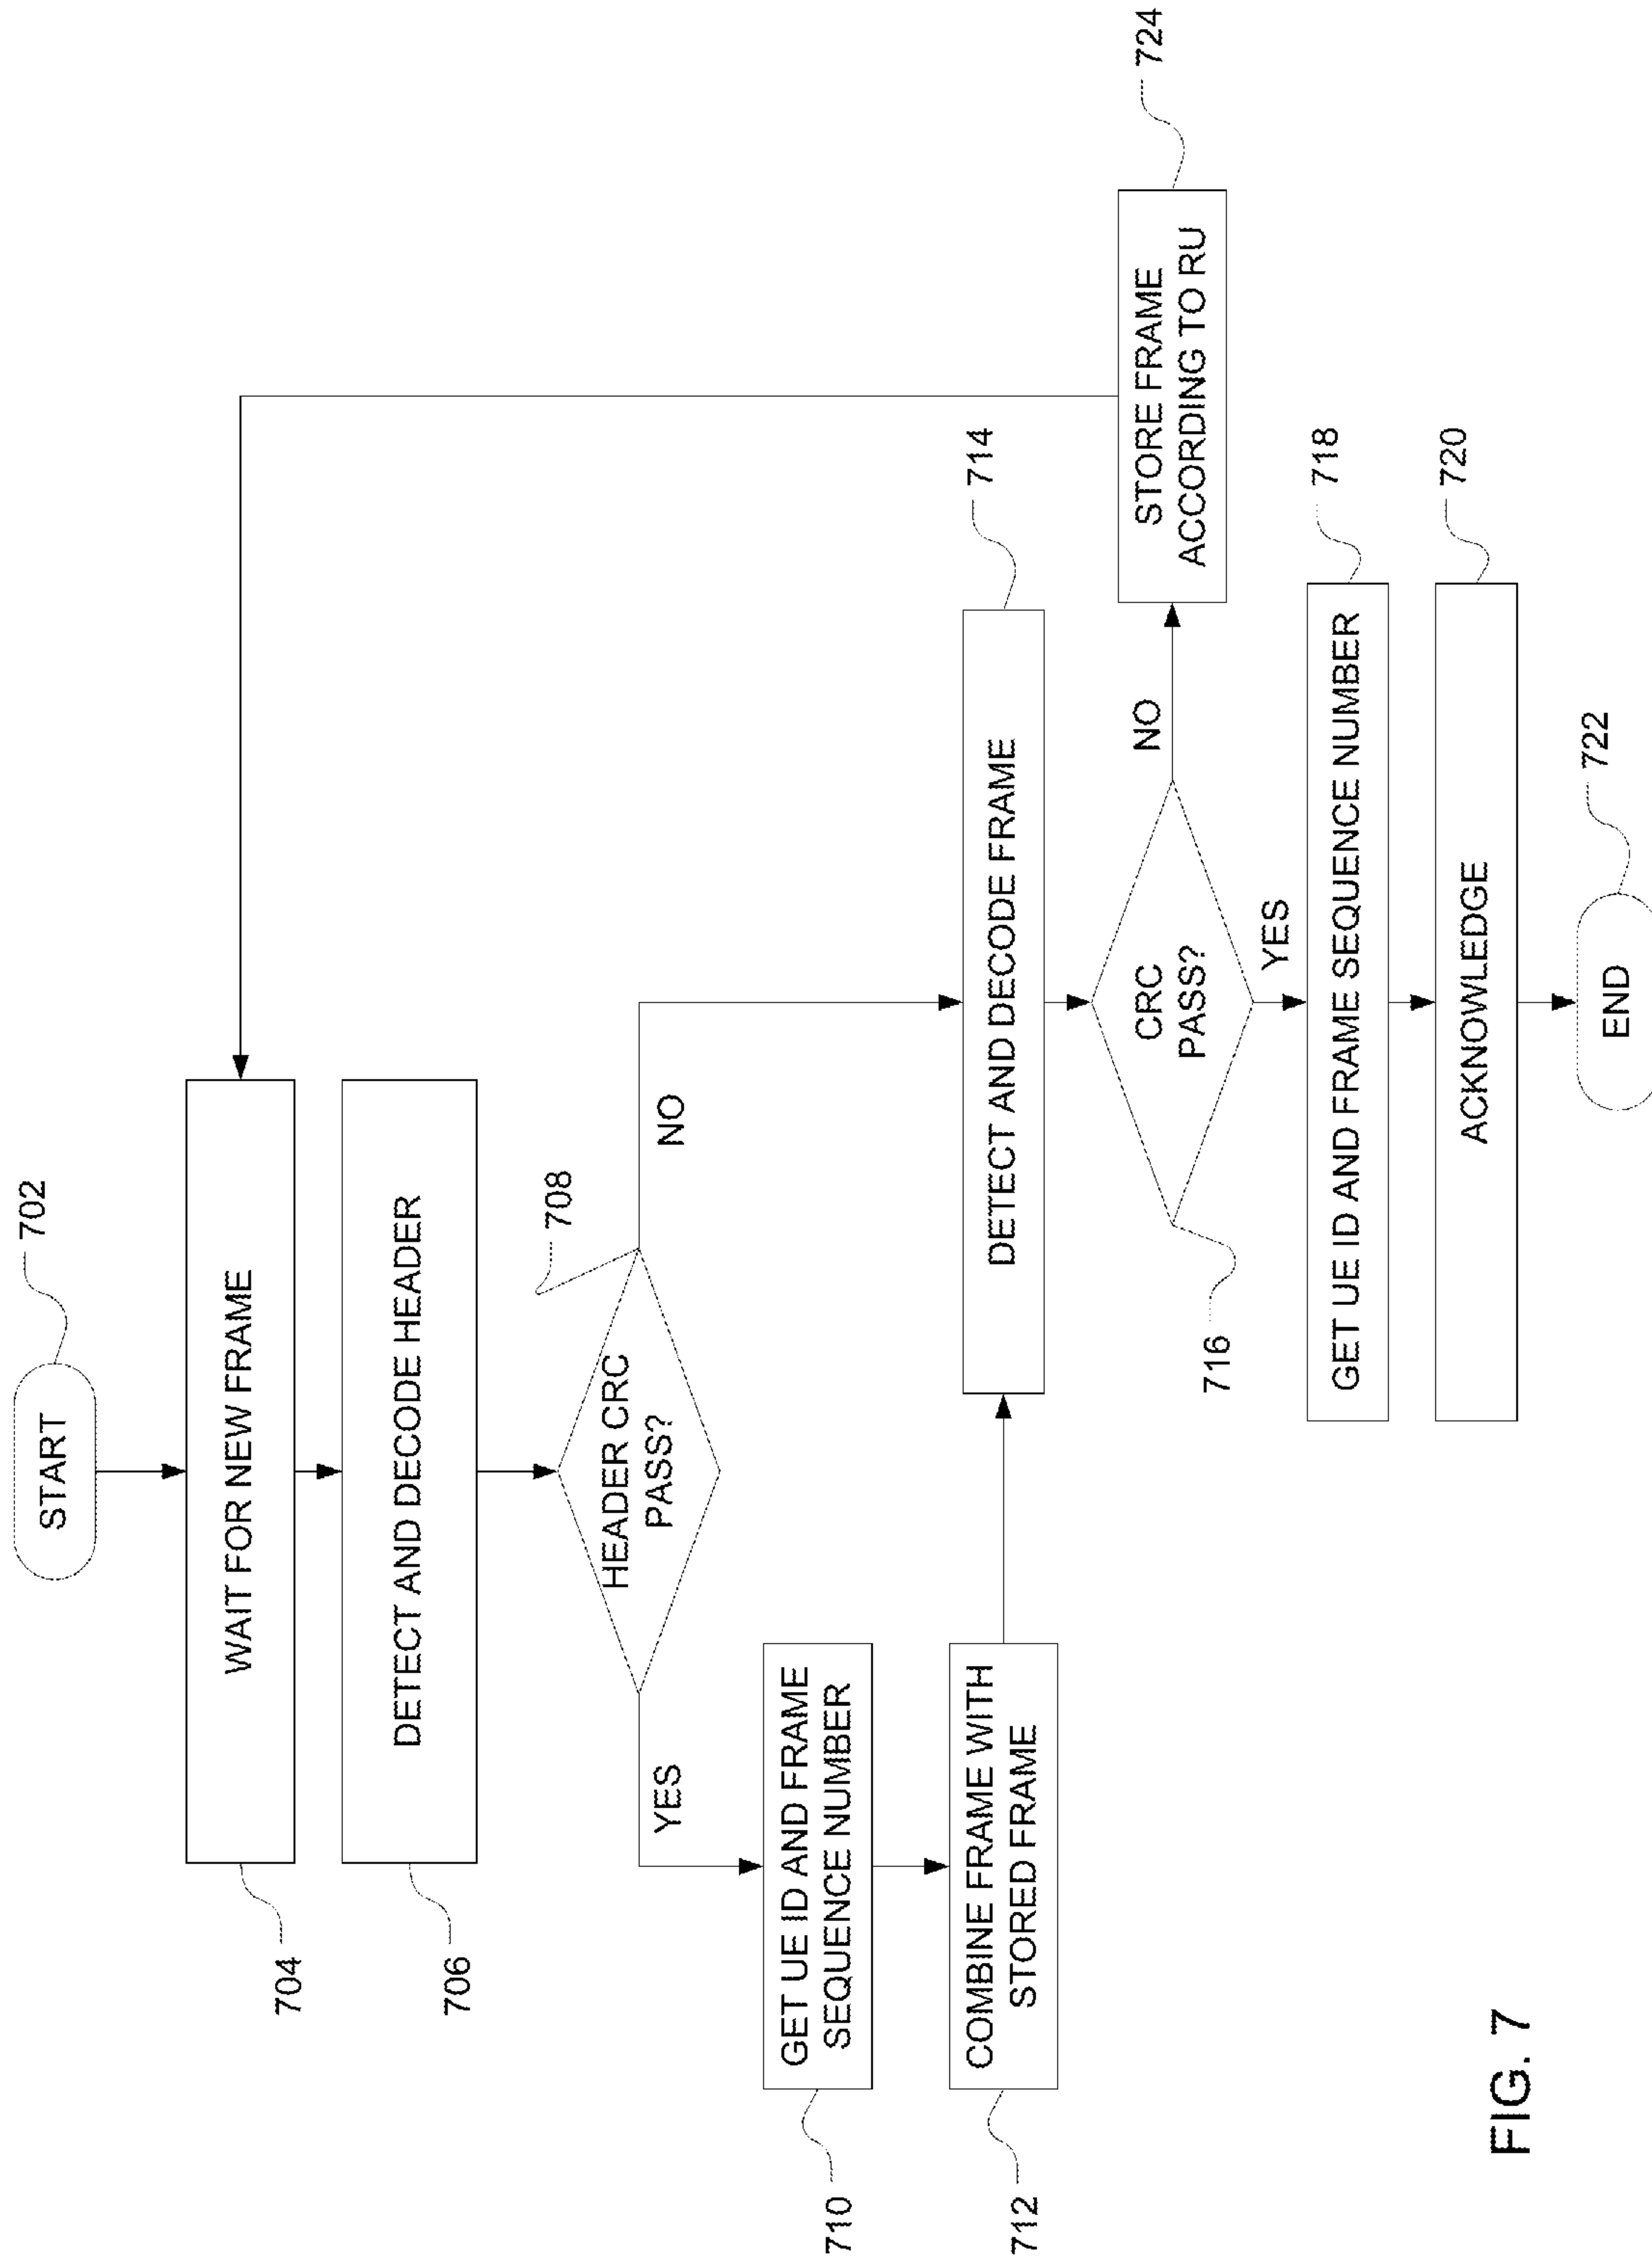 START
702
WAIT FOR NEW FRAME
704
DETECT AND DECODE HEADER
706
HEADER CRC
PASS?
708
YES
NO
GET UE ID AND FRAME
SEQUENCE NUMBER
710
COMBINE FRAME WITH
STORED FRAME
712
DETECT AND DECODE FRAME
714
CRC
PASS?
716
NO
STORE FRAME
ACCORDING TO RU
724
YES
GET UE ID AND FRAME SEQUENCE NUMBER
718
ACKNOWLEDGE
720
END
722
FIG. 7